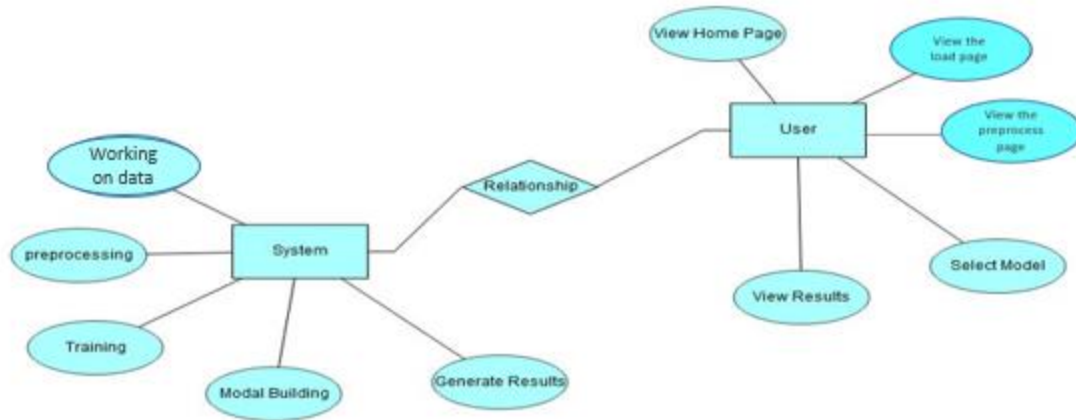 View Home Page
View the
load page
User
View the
preprocess
page
Working
on data
Relationship
System
preprocessing
Select Model
View Results
Training
Modal Building
Generate Results